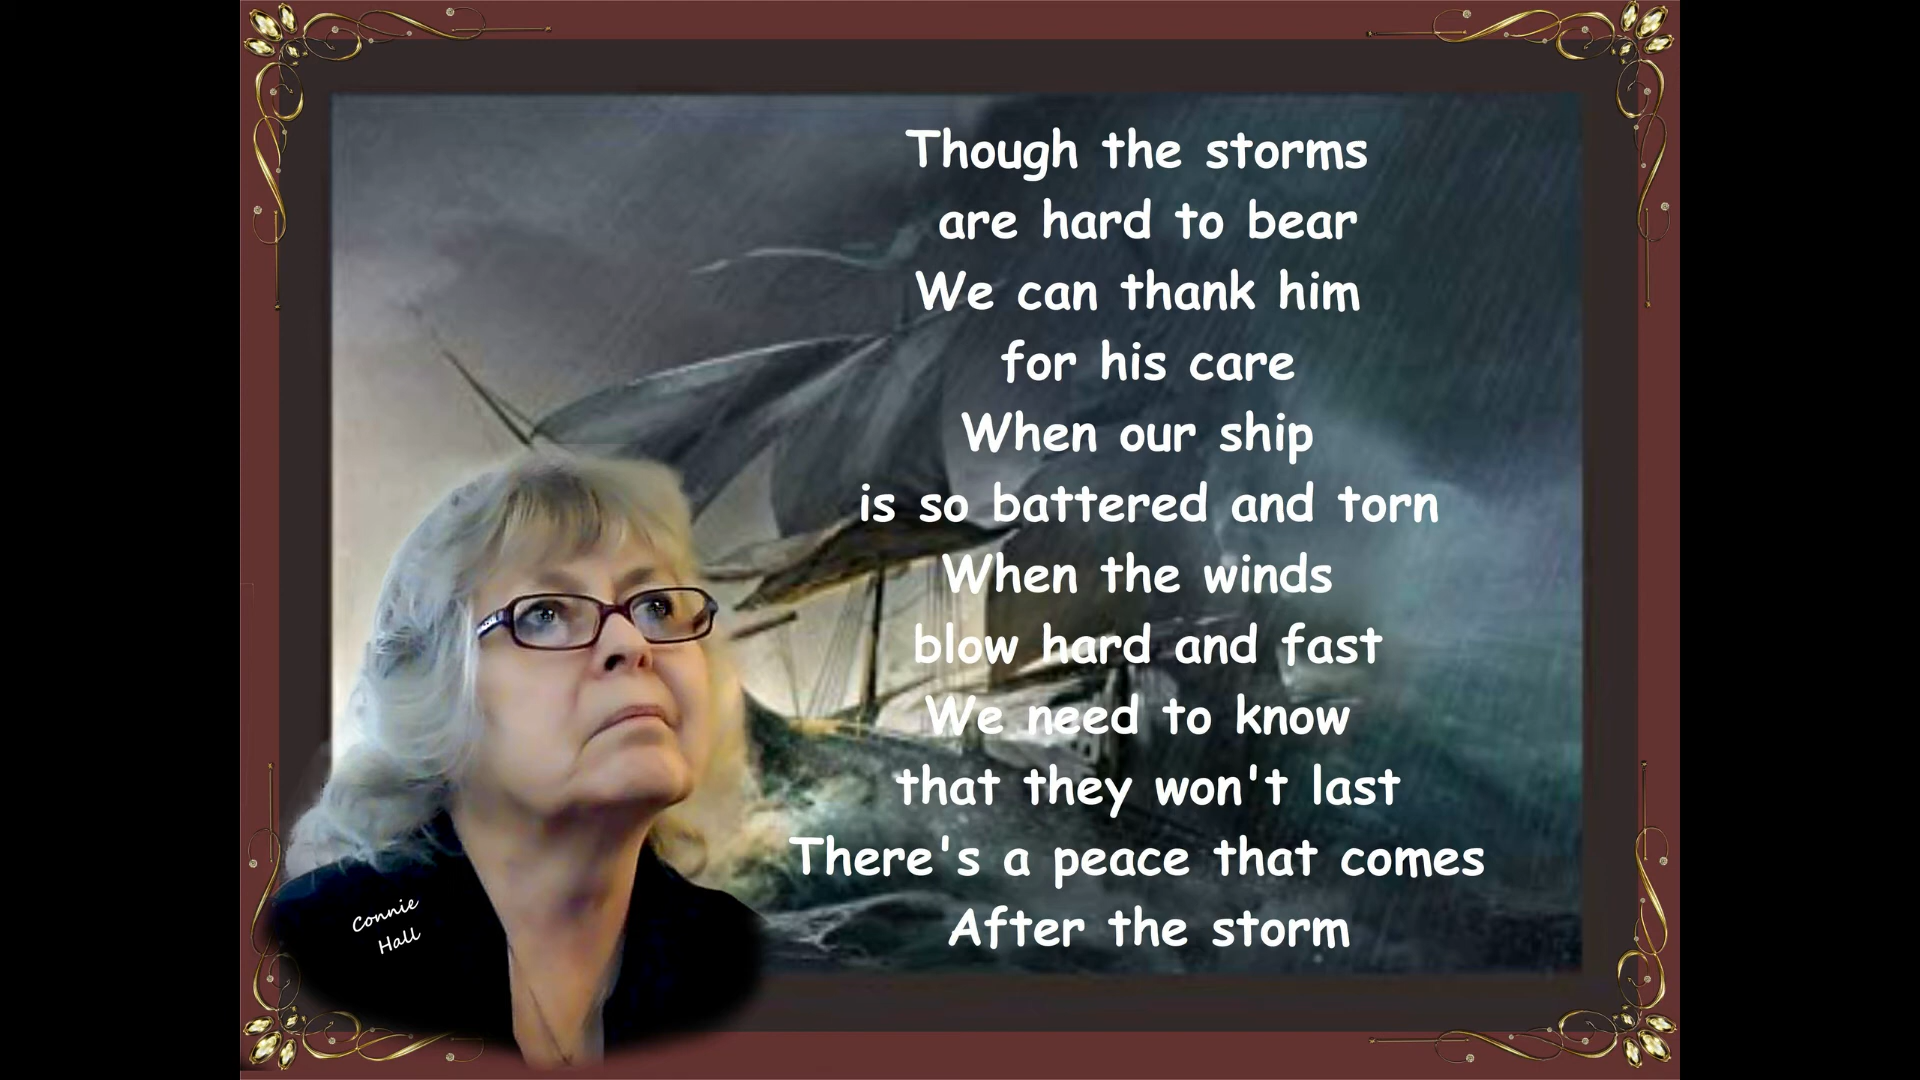 Though the storms
are hard to bear
We can thank him
for his care
When our ship
is so battered and torn
When the winds
blow hard and fast
We need to know
that they won't last
There's a peace that comes
After the storm
Connie
Hall